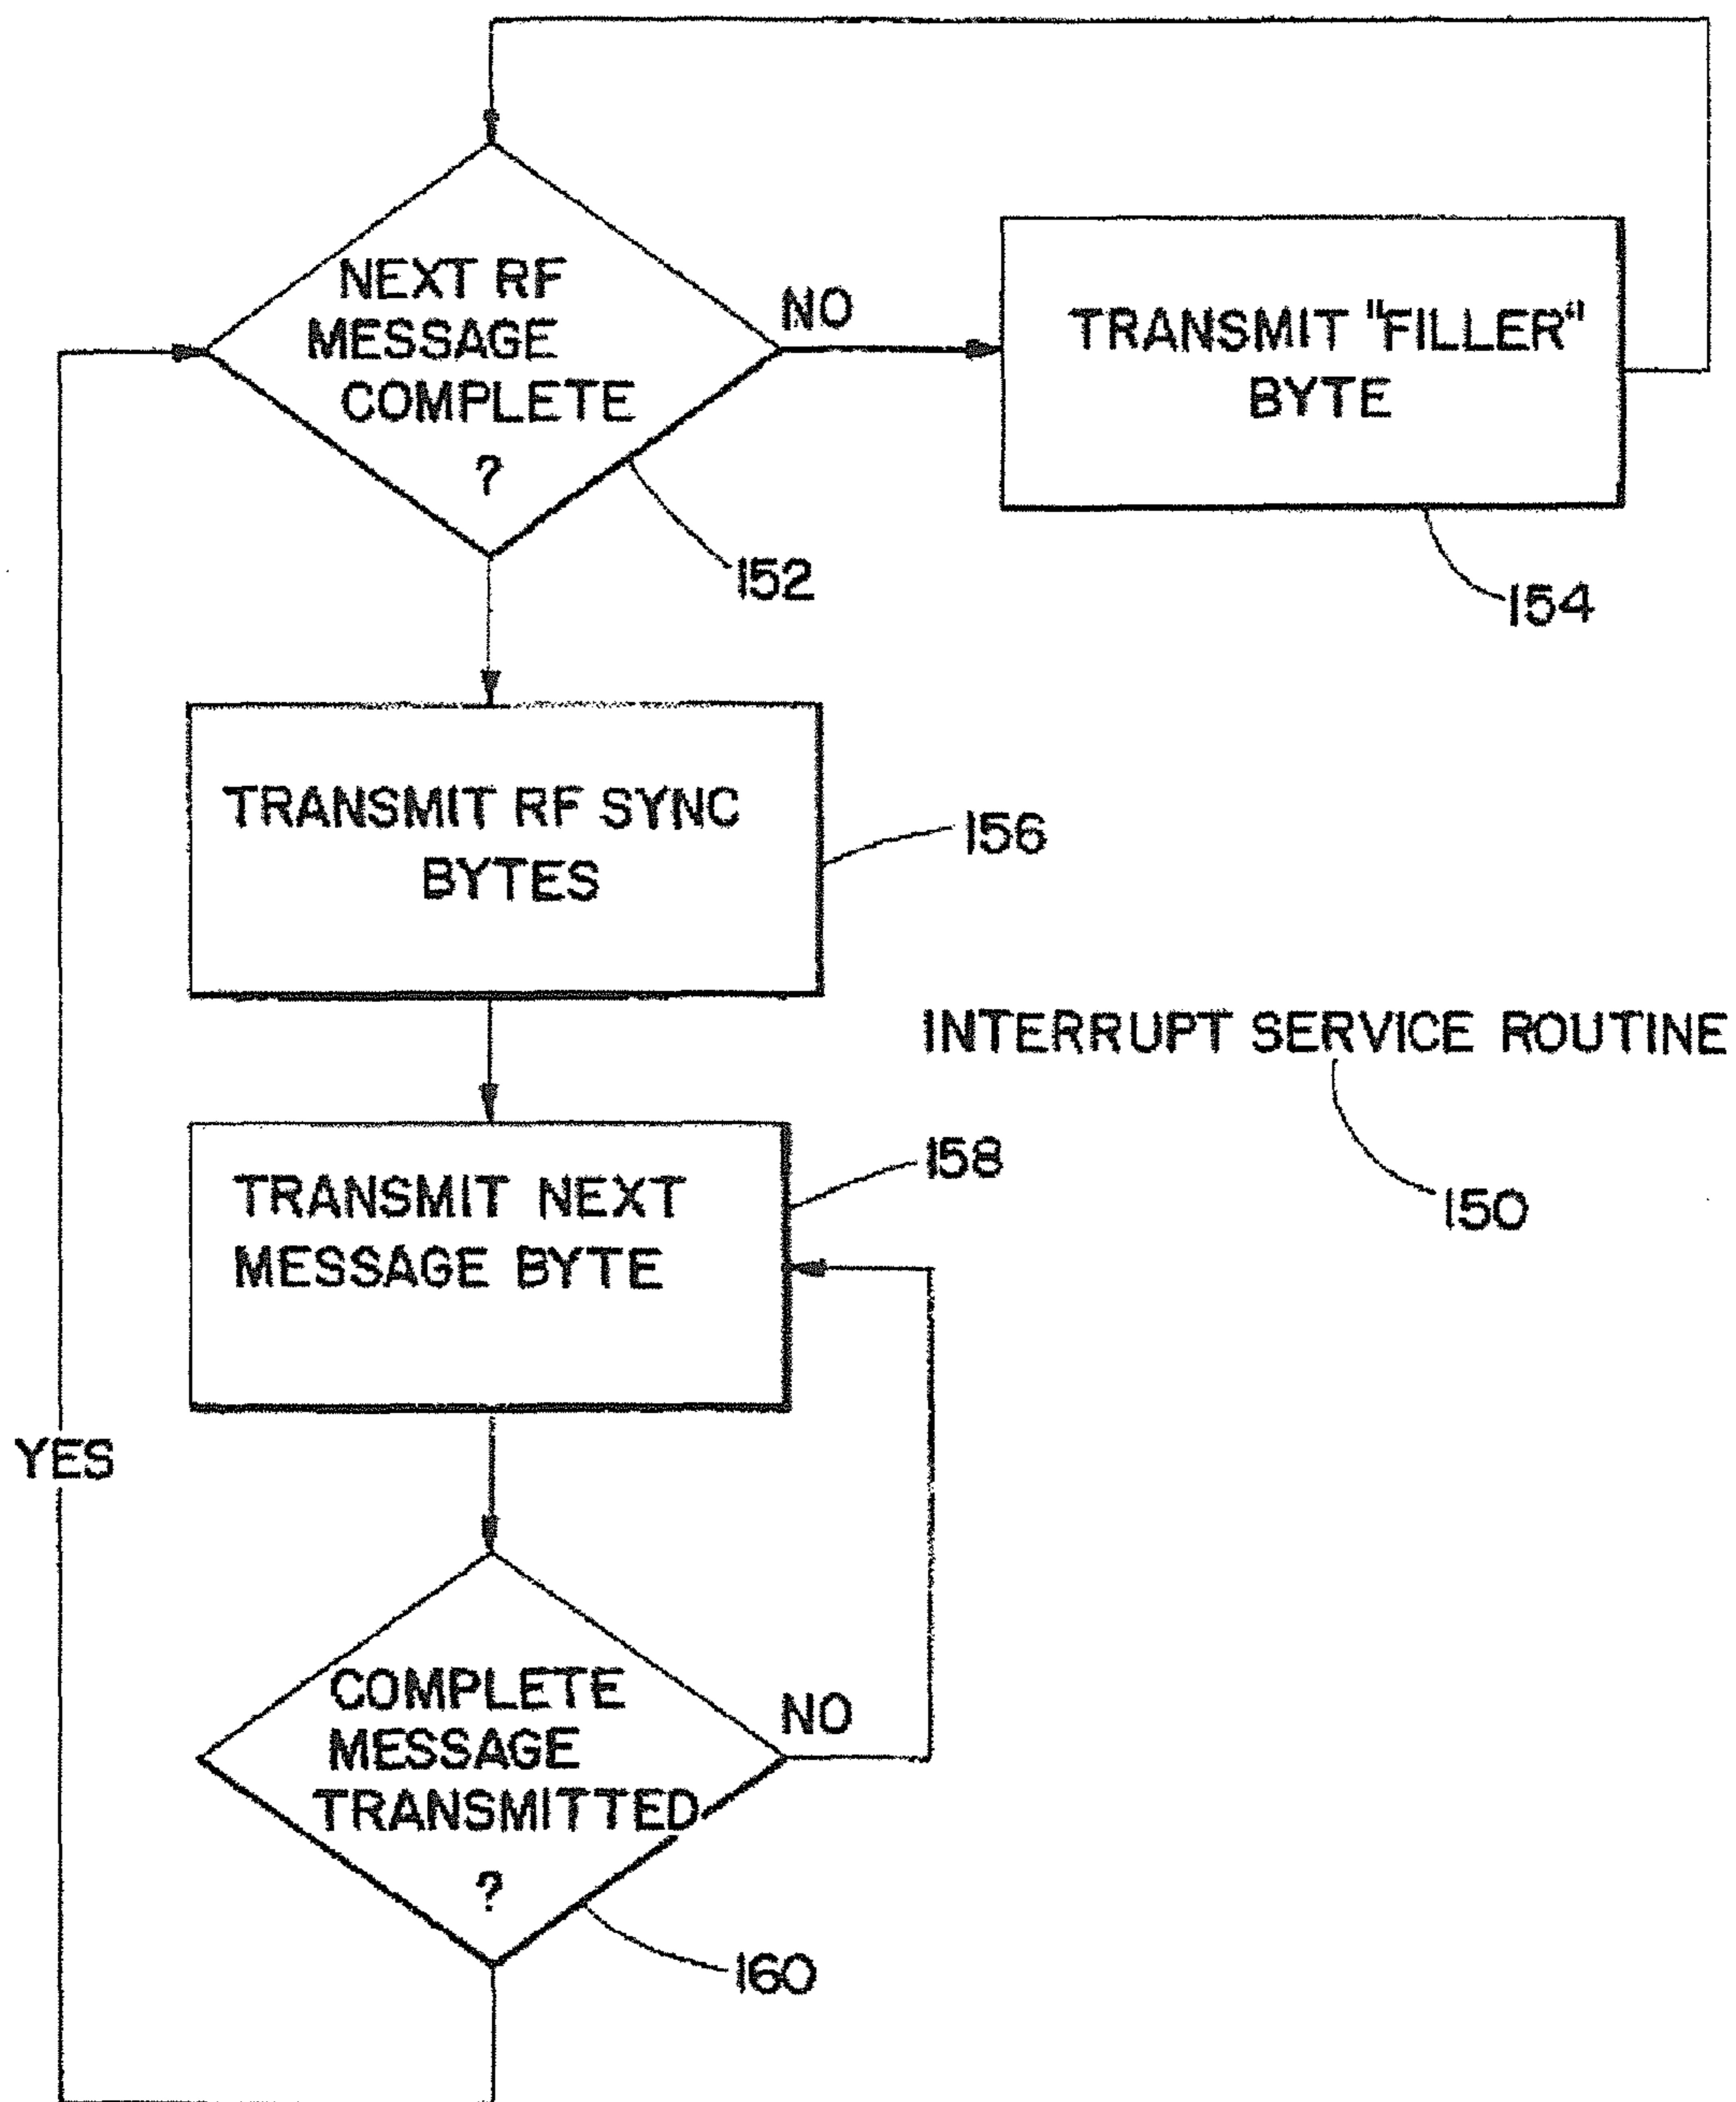 NEXT RF
MESSAGE
COMPLETE
?
NO
TRANSMIT "FILLER"
BYTE
152
154
TRANSMIT RF SYNC
BYTES
156
INTERRUPT SERVICE ROUTINE
150
TRANSMIT NEXT
MESSAGE BYTE
158
YES
COMPLETE
MESSAGE
TRANSMITTED
?
NO
160